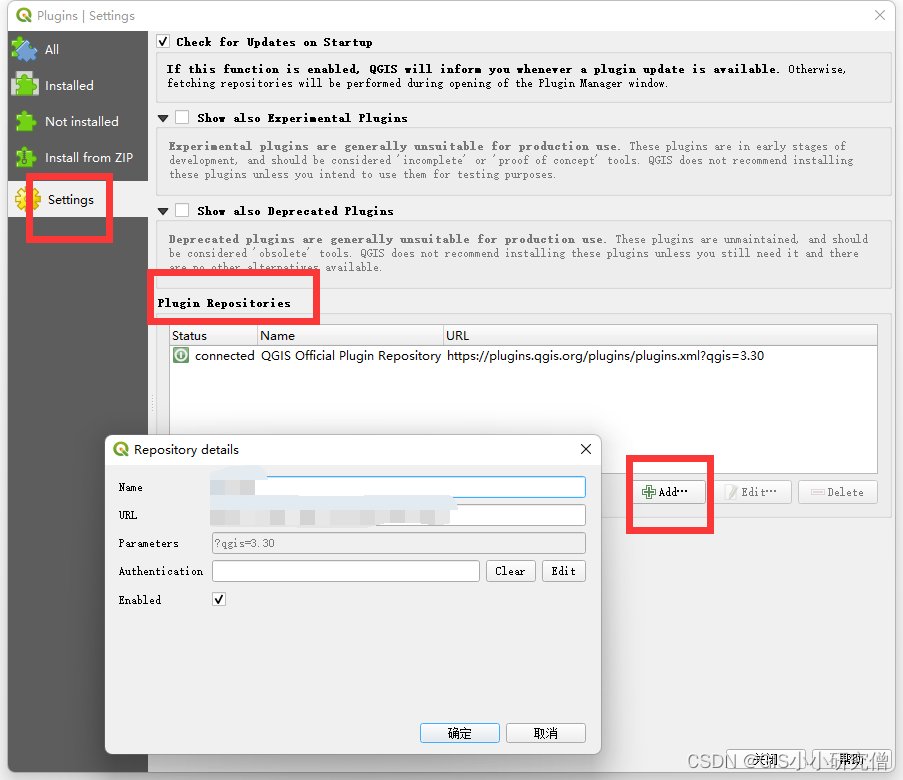 Plugins | Settings
All
Installed
Not installed
Install from ZIP
Settings
Check for Updates on Startup
If this function is enabled, QGIS will inform you whenever a plugin update is available. Otherwise,
fetching repositories will be performed during opening of the Plugin Manager window.
Show also Experimental Plugins
Experimental plugins are generally unsuitable for production use. These plugins are in early stages of
development, and should be considered 'incomplete' or 'proof of concept' tools. QGIS does not recommend installing
these plugins unless you intend to use them for testing purposes.
Show also Deprecated Plugins
Deprecated plugins are generally unsuitable for production use. These plugins are unmaintained, and should
be considered 'obsolete' tools. QGIS does not recommend installing these plugins unless you still need it and there
are no other alternatives available.
Plugin Repositories
Status Name URL
connected QGIS Official Plugin Repository https://plugins.qgis.org/plugins/plugins.xml?qgis=3.30
Add… Edit… Delete
Repository details
Name
URL
Parameters ?qgis=3.30
Authentication Clear Edit
Enabled
确定 取消
关闭 帮助
CSDN @GIS小小研究僧